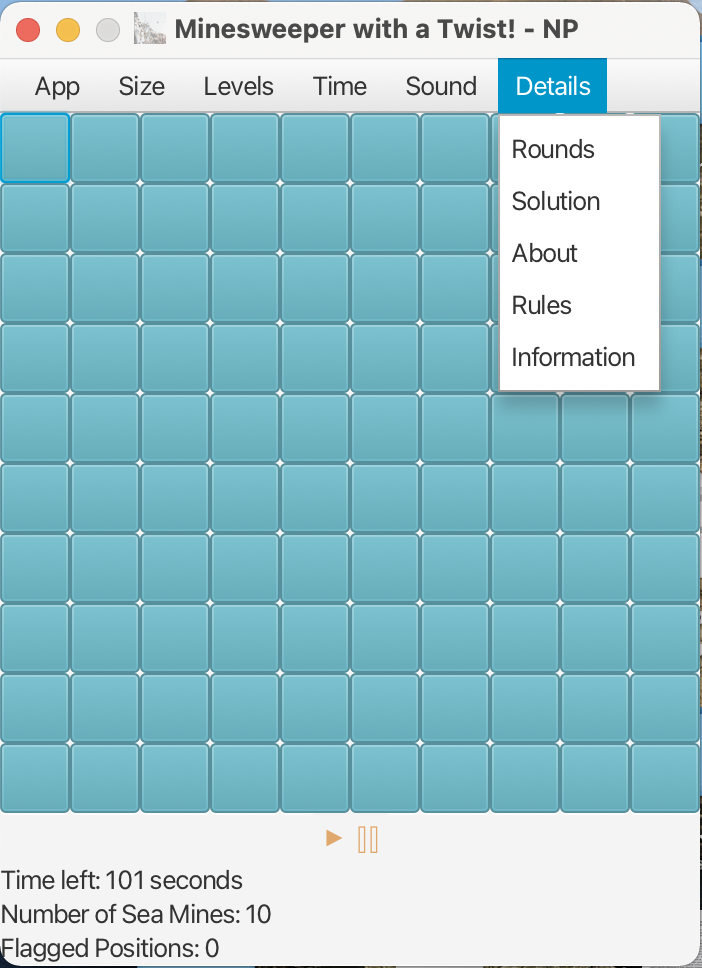 Minesweeper with a Twist! - NP
App Size Levels Time Sound Details
Rounds
Solution
About
Rules
Information
Time left: 101 seconds
Number of Sea Mines: 10
Flagged Positions: 0